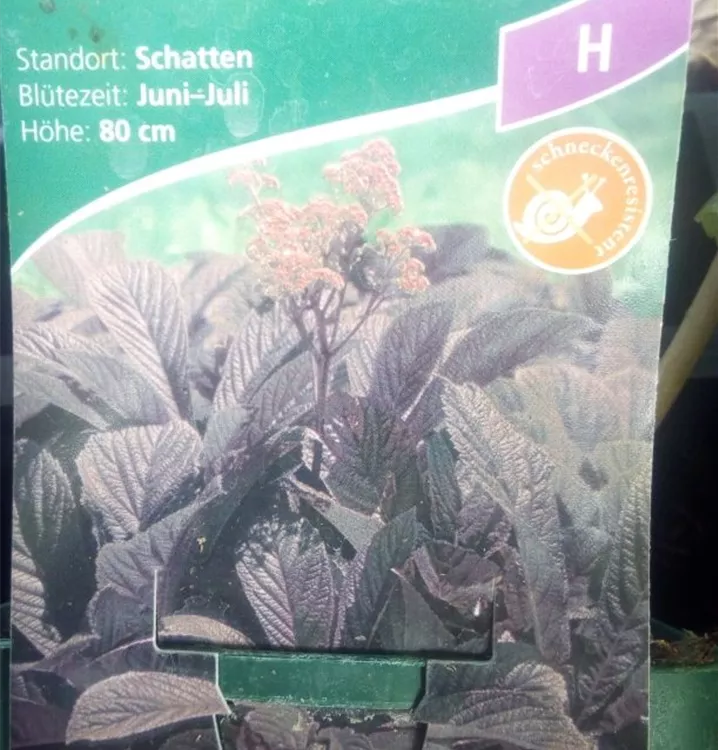 Standort: Schatten
Blütezeit: Juni–Juli
Höhe: 80 cm
H
schneckenresistent